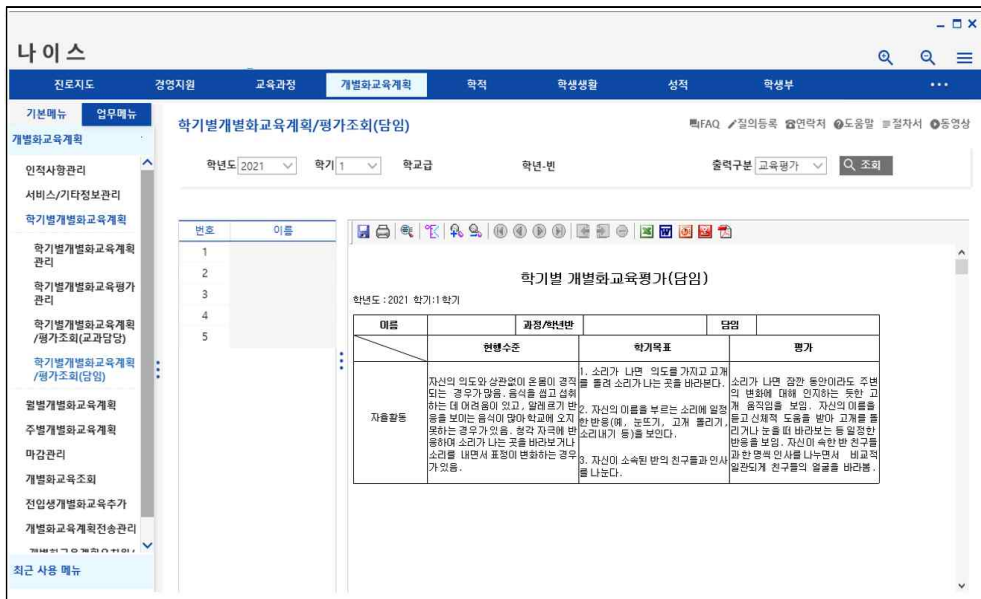 나이스
진로지도 경영지원 교육과정 개별화교육계획 학적 학생생활 성적 학생부 •••
기본메뉴 업무메뉴
개별화교육계획
인적사항관리
서비스/기타정보관리
학기별개별화교육계획
학기별개별화교육계획
관리
학기별개별화교육평가
관리
학기별개별화교육계획
/평가조회(교과담당)
학기별개별화교육계획
/평가조회(담임)
월별개별화교육계획
주별개별화교육계획
마감관리
개별화교육조회
전입생개별화교육추가
개별화교육계획전송관리
최근 사용 메뉴
학기별개별화교육계획/평가조회(담임)
FAQ 질의등록 연락처 도움말 절차서 동영상
학년도 2021 학기 1 학교급 학년-반 출력구분 교육평가 조회
번호 이름
1
2
3
4
5
학기별 개별화교육평가(담임)
학년도 : 2021 학기:1학기
이름 과정/학년반 담임
현행수준 학기목표 평가
자율활동
자신의 의도와 상관없이 온몸이 경직
되는 경우가 많음. 음식을 씹고 섭취
하는 데 어려움이 있고, 알레르기 반
응을 보이는 음식이 많아 학교에 오지
못하는 경우가 있음. 청각 자극에 반
응하며 소리가 나는 곳을 바라보거나
소리를 내면서 표정이 변화하는 경우
가 있음.
1. 소리가 나면 의도를 가지고 고개
를 돌려 소리가 나는 곳을 바라본다.
2. 자신의 이름을 부르는 소리에 일정
한 반응(예, 눈뜨기, 고개 돌리기,
소리내기 등)을 보인다.
3. 자신이 소속된 반의 친구들과 인사
를 나눈다.
소리가 나면 잠깐 동안이라도 주변
의 변화에 대해 인지하는 듯한 고
개 움직임을 보임. 자신의 이름을
듣고 신체적 도움을 받아 고개를 돌
리거나 눈을 떠 바라보는 등 일정한
반응을 보임. 자신이 속한 반 친구들
과 한 명씩 인사를 나누면서 비교적
일관되게 친구들의 얼굴을 바라봄.